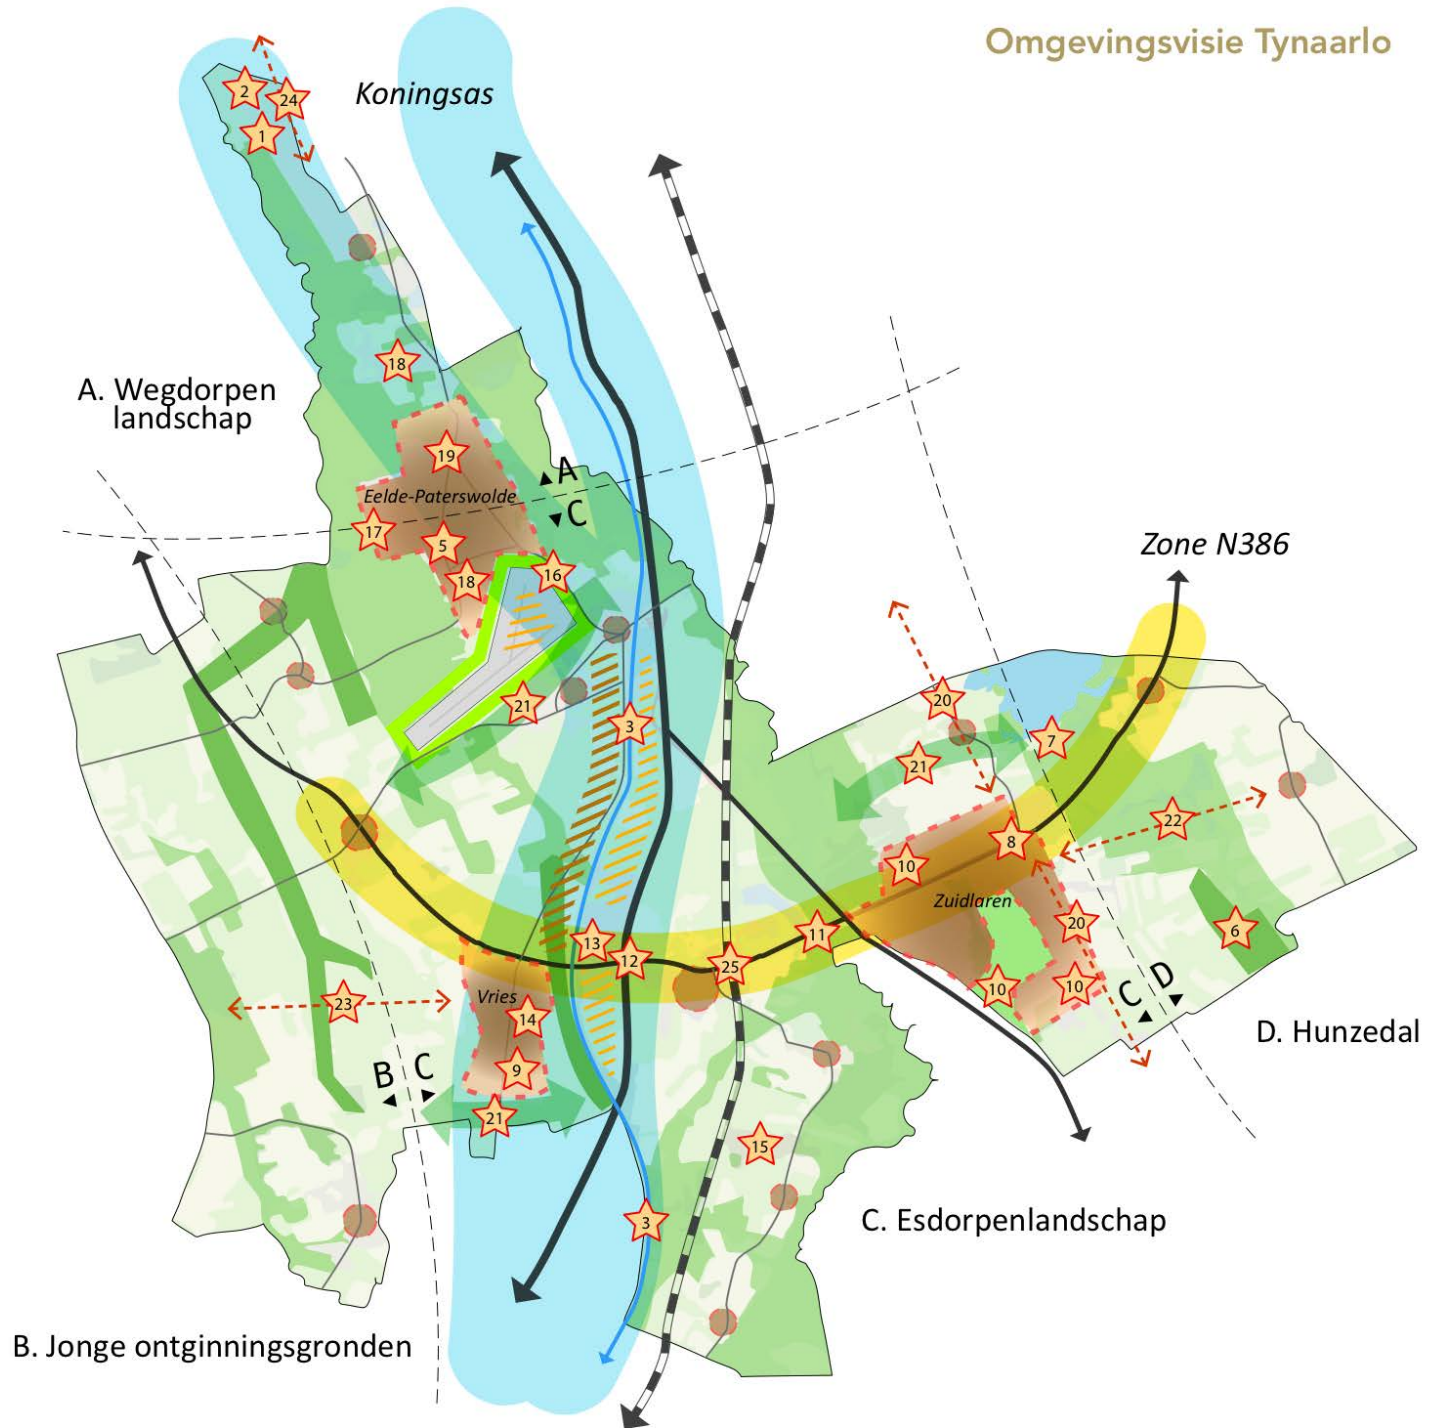 Omgevingsvisie Tynaarlo
Koningsas
2
24
1
18
A. Wegdorpen
landschap
19
A
Eelde-Paterswolde
C
17
5
18
16
Zone N386
20
21
3
7
21
22
8
10
Zuidlaren
20
6
11
13
12
25
10
10
Vries
14
23
C D
D. Hunzedal
9
B C
21
15
3
C. Esdorpenlandschap
B. Jonge ontginningsgronden